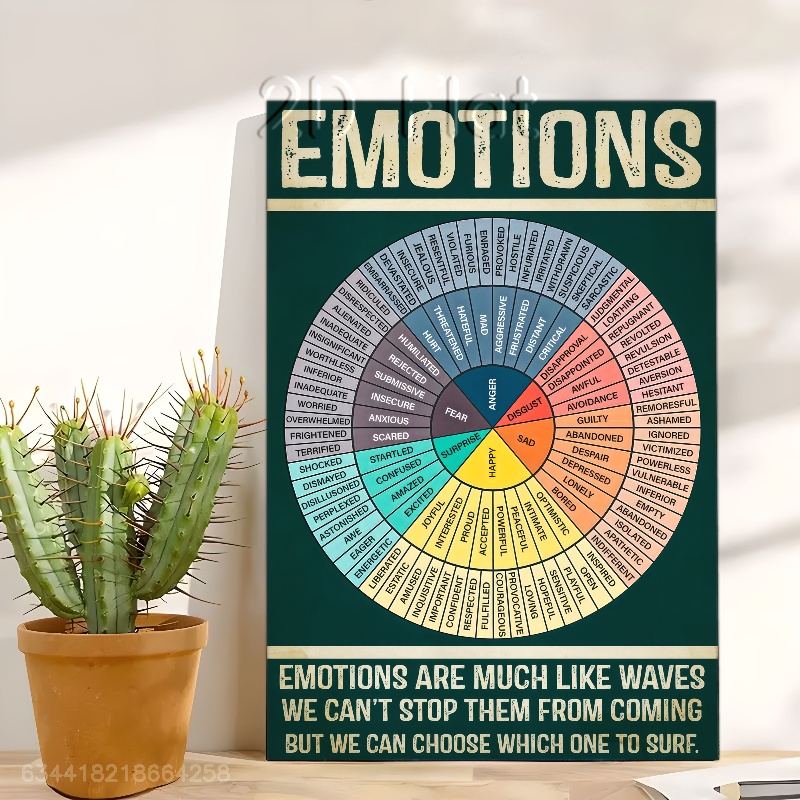 2D Flat
EMOTIONS
PROVOKED
HOSTILE
INFURIATED
IRRITATED
WITHDRAWN
SUSPICIOUS
SKEPTICAL
SARCASTIC
JUDGMENTAL
LOATHING
REPUGNANT
REVOLTED
REVULSION
DETESTABLE
AVERSION
HESITANT
REMORESFUL
ASHAMED
IGNORED
VICTIMIZED
POWERLESS
VULNERABLE
INFERIOR
EMPTY
ABANDONED
ISOLATED
APATHETIC
INDIFFERENT
INSPIRED
OPEN
PLAYFUL
SENSITIVE
HOPEFUL
LOVING
PROVOCATIVE
COURAGEOUS
FULFILLED
RESPECTED
CONFIDENT
IMPORTANT
INQUISITIVE
AMUSED
ESTATIC
LIBERATED
ENERGETIC
EAGER
AWE
ASTONISHED
PERPLEXED
DISILLUSIONED
DISMAYED
SHOCKED
TERRIFIED
FRIGHTENED
OVERWHELMED
WORRIED
INADEQUATE
INFERIOR
WORTHLESS
INSIGNIFICANT
INADEQUATE
ALIENATED
DISRESPECTED
RIDICULED
EMBARRASSED
DEVASTATED
INSECURE
JEALOUS
RESENTFUL
VIOLATED
FURIOUS
ENRAGED
AGGRESSIVE
FRUSTRATED
DISTANT
CRITICAL
DISAPPROVAL
DISAPPOINTED
AWFUL
AVOIDANCE
GUILTY
ABANDONED
DESPAIR
DEPRESSED
LONELY
BORED
OPTIMISTIC
INTIMATE
PEACEFUL
POWERFUL
ACCEPTED
PROUD
INTERESTED
JOYFUL
EXCITED
AMAZED
CONFUSED
STARTLED
SCARED
ANXIOUS
INSECURE
SUBMISSIVE
REJECTED
HUMILIATED
HURT
THREATENED
HATEFUL
MAD
ANGER
DISGUST
SAD
HAPPY
SURPRISE
FEAR
EMOTIONS ARE MUCH LIKE WAVES
WE CAN'T STOP THEM FROM COMING
BUT WE CAN CHOOSE WHICH ONE TO SURF.
634418218664258